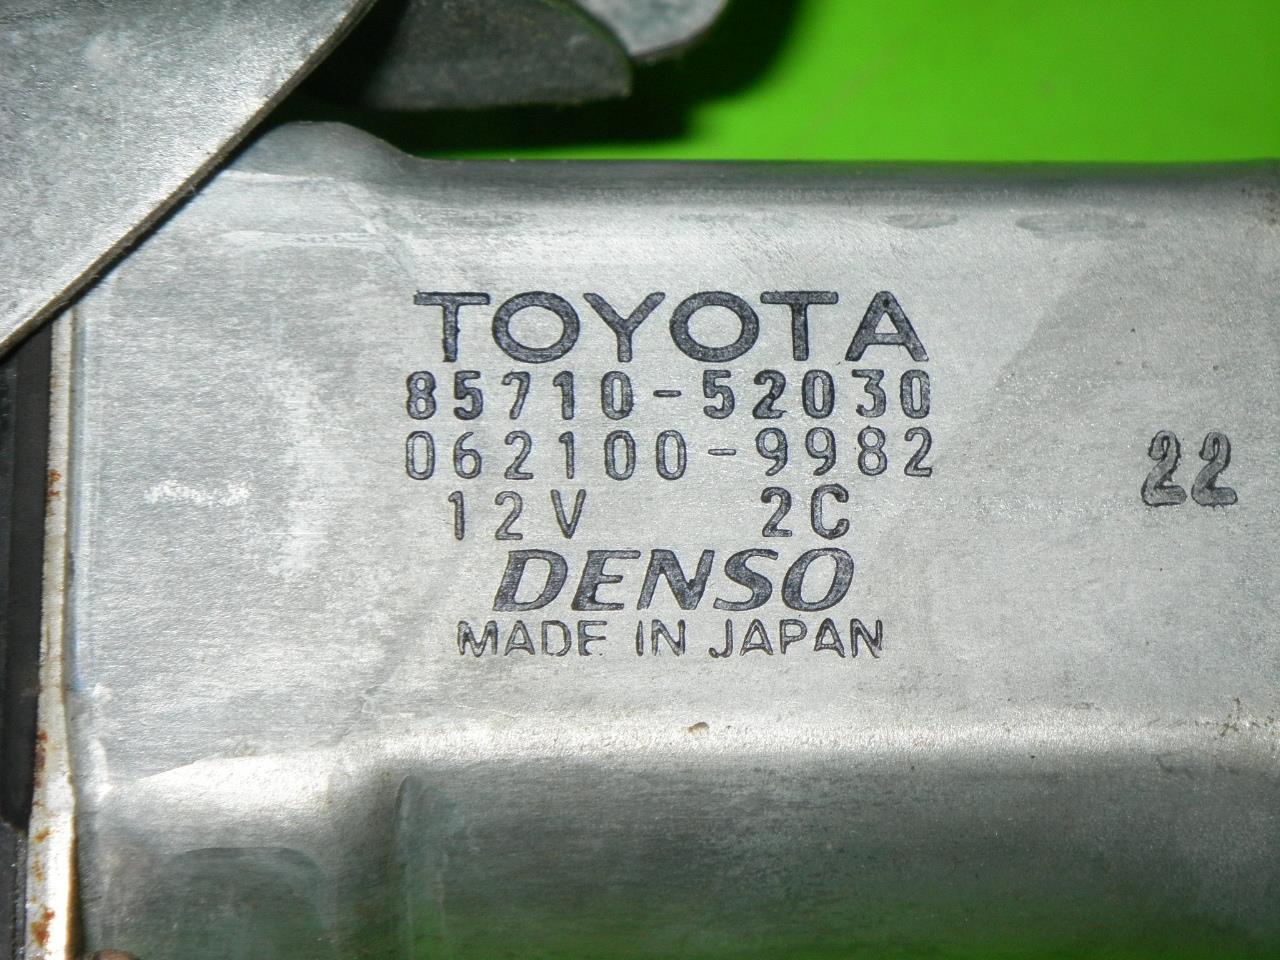 TOYOTA
85710-52030
062100-9982
22
12V 2C
DENSO
MADE IN JAPAN